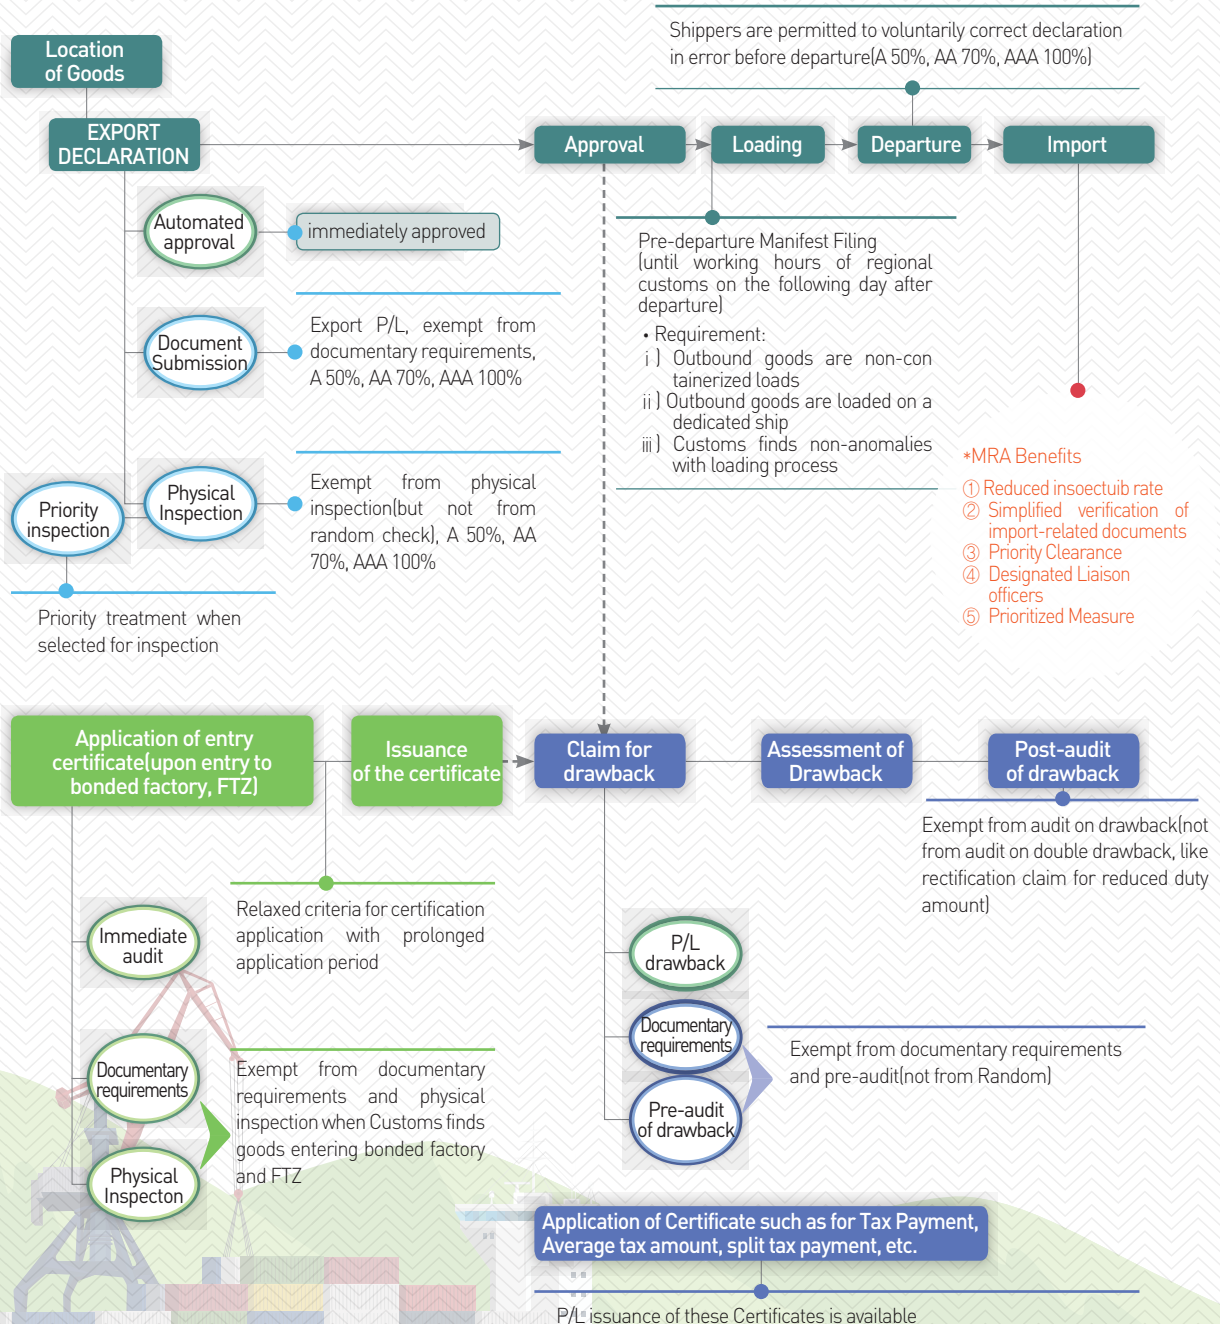 Shippers are permitted to voluntarily correct declaration
in error before departure(A 50%, AA 70%, AAA 100%)
Location
of Goods
EXPORT
DECLARATION
Approval
Loading
Departure
Import
Automated
approval
immediately approved
Document
Submission
Export P/L, exempt from
documentary requirements,
A 50%, AA 70%, AAA 100%
Physical
Inspection
Exempt from physical
inspection(but not from
random check), A 50%, AA
70%, AAA 100%
Priority
inspection
Priority treatment when
selected for inspection
Pre-departure Manifest Filing
(until working hours of regional
customs on the following day after
departure)
• Requirement:
i ) Outbound goods are non-con
tainerized loads
ii ) Outbound goods are loaded on a
dedicated ship
iii ) Customs finds non-anomalies
with loading process
*MRA Benefits
① Reduced insoectuib rate
② Simplified verification of
import-related documents
③ Priority Clearance
④ Designated Liaison
officers
⑤ Prioritized Measure
Application of entry
certificate(upon entry to
bonded factory, FTZ)
Issuance
of the certificate
Claim for
drawback
Assessment of
Drawback
Post-audit
of drawback
Exempt from audit on drawback(not
from audit on double drawback, like
rectification claim for reduced duty
amount)
Relaxed criteria for certification
application with prolonged
application period
Immediate
audit
Documentary
requirements
Physical
Inspecton
Exempt from documentary
requirements and physical
inspection when Customs finds
goods entering bonded factory
and FTZ
P/L
drawback
Documentary
requirements
Pre-audit
of drawback
Exempt from documentary requirements
and pre-audit(not from Random)
Application of Certificate such as for Tax Payment,
Average tax amount, split tax payment, etc.
P/L issuance of these Certificates is available